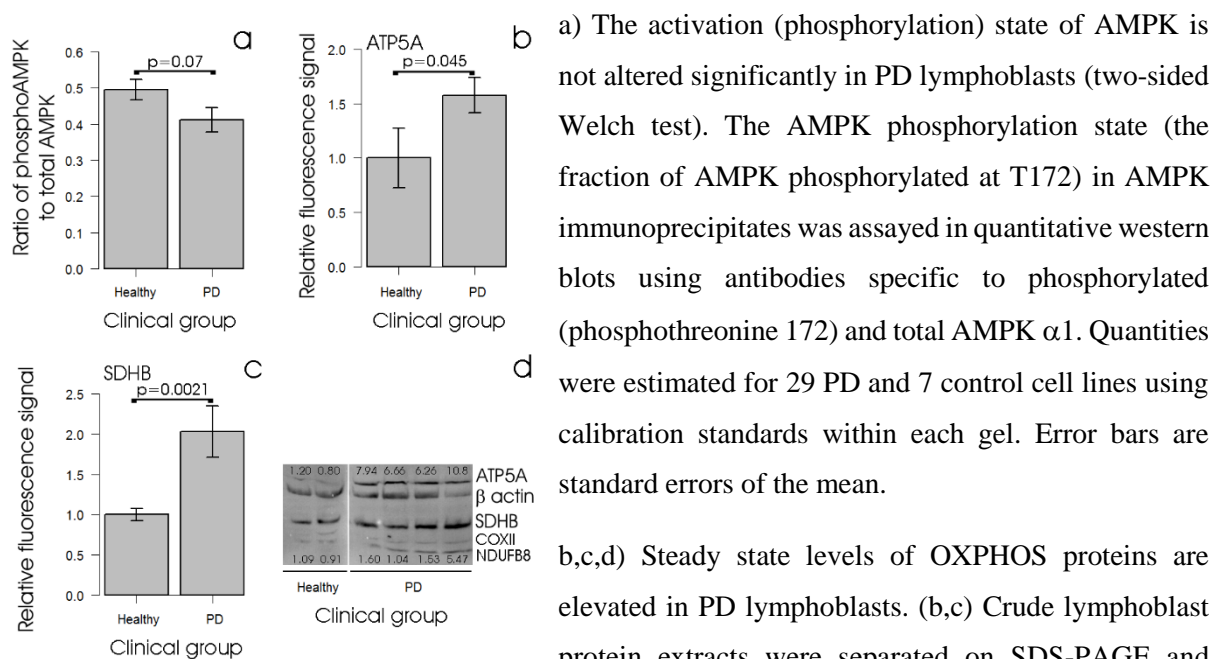 a
Ratio of phosphoAMPK
to total AMPK
0.6
0.5
0.4
0.3
0.2
0.1
0.0
p=0.07
Healthy PD
Clinical group
b
ATP5A
Relative fluorescence signal
2.0
1.5
1.0
0.5
0.0
p=0.045
Healthy PD
Clinical group
c
SDHB
Relative fluorescence signal
2.5
2.0
1.5
1.0
0.5
0.0
p=0.0021
Healthy PD
Clinical group
d
1.20 0.80 7.94 6.66 6.26 10.8
ATP5A
β actin
SDHB
COXII
NDUFB8
1.09 0.91 1.60 1.04 1.53 5.47
Healthy PD
Clinical group
a) The activation (phosphorylation) state of AMPK is
not altered significantly in PD lymphoblasts (two-sided
Welch test). The AMPK phosphorylation state (the
fraction of AMPK phosphorylated at T172) in AMPK
immunoprecipitates was assayed in quantitative western
blots using antibodies specific to phosphorylated
(phosphothreonine 172) and total AMPK α1. Quantities
were estimated for 29 PD and 7 control cell lines using
calibration standards within each gel. Error bars are
standard errors of the mean.
b,c,d) Steady state levels of OXPHOS proteins are
elevated in PD lymphoblasts. (b,c) Crude lymphoblast
protein extracts were separated on SDS-PAGE and